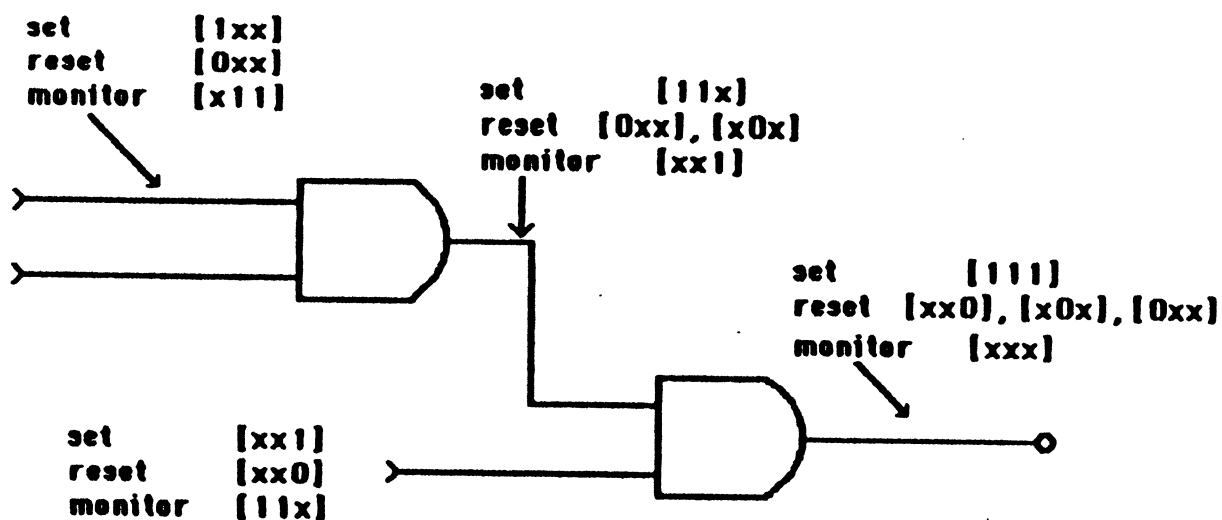 set [1xx]
reset [0xx]
monitor [x11]
set [11x]
reset [0xx], [x0x]
monitor [xx1]
set [111]
reset [xx0], [x0x], [0xx]
monitor [xxx]
set [xx1]
reset [xx0]
monitor [11x]